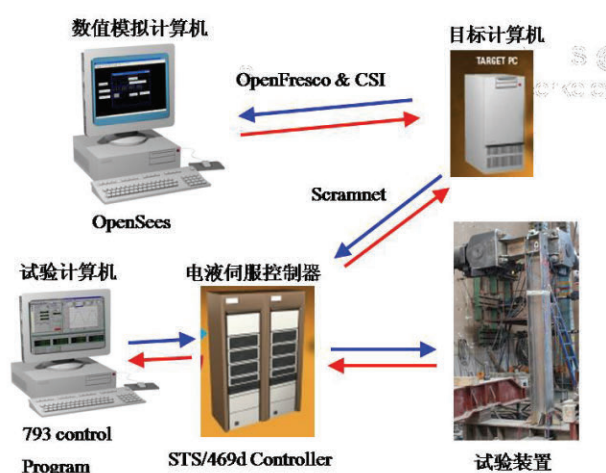 数值模拟计算机
目标计算机
TARGET PC
OpenFresco & CSI
OpenSees
Scramnet
试验计算机
电液伺服控制器
793 control
Program
STS/469d Controller
试验装置